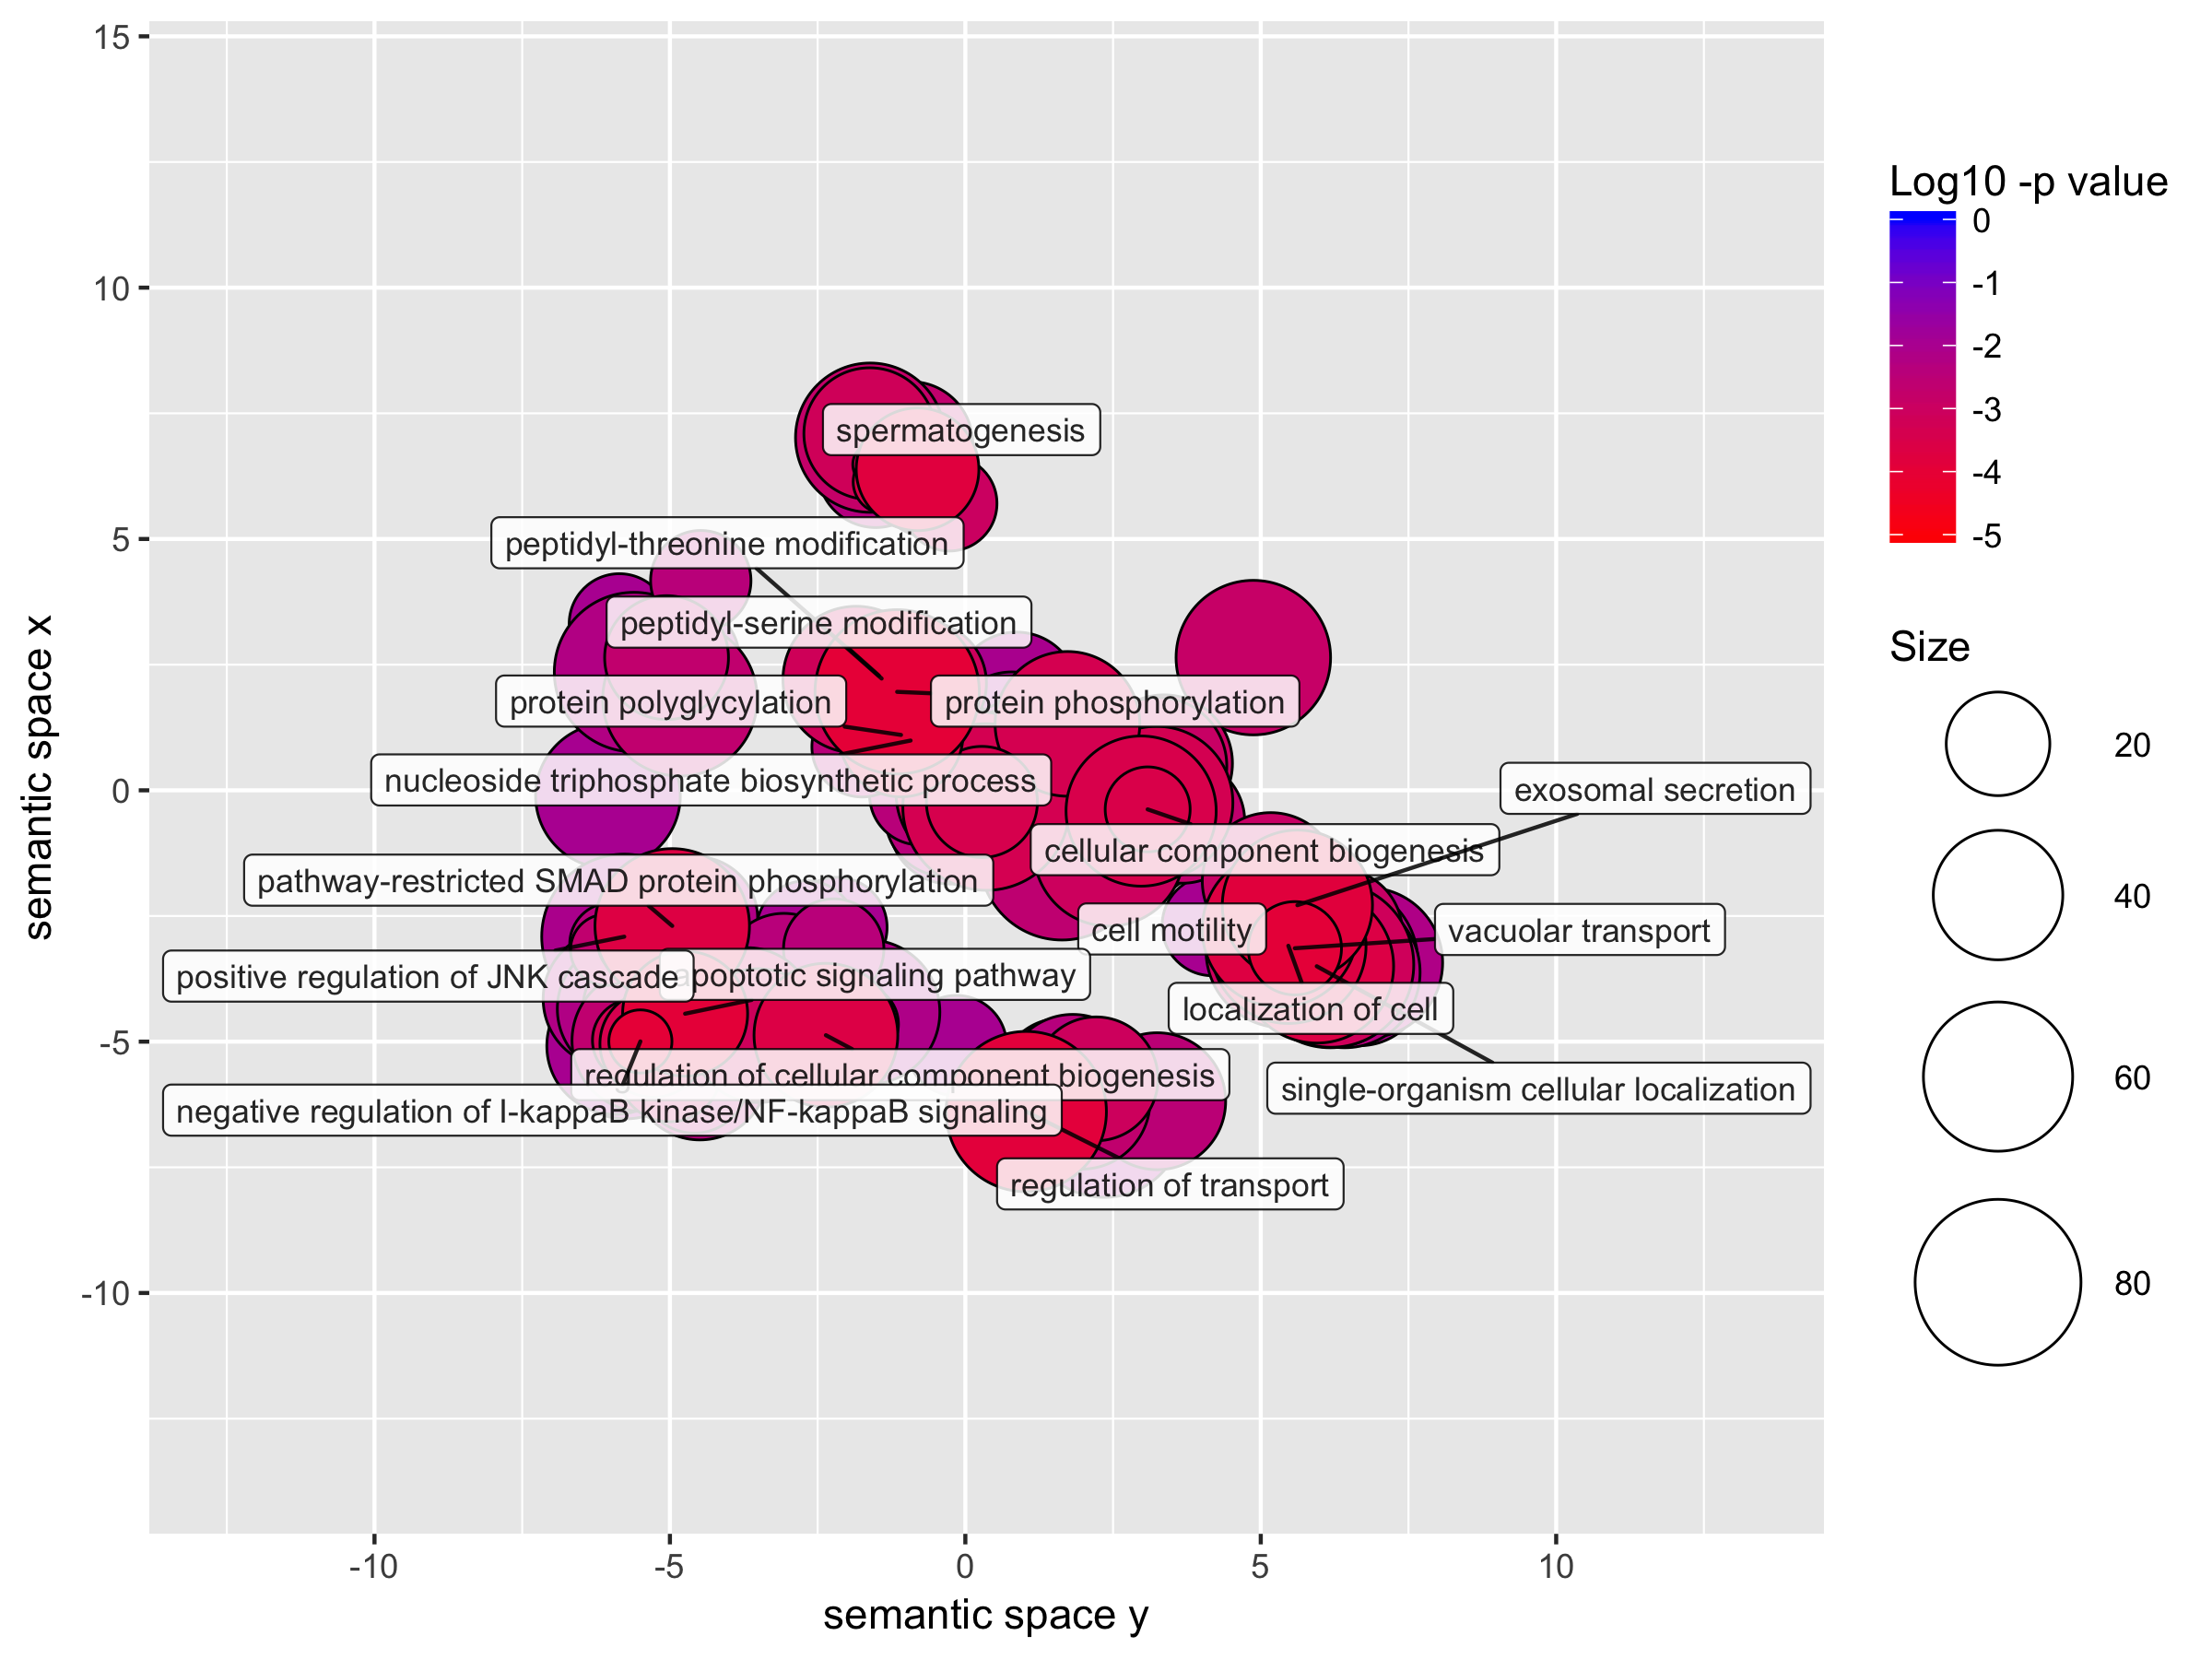 15
10
5
0
-5
-10
semantic space x
spermatogenesis
peptidyl-threonine modification
peptidyl-serine modification
protein polyglycylation
protein phosphorylation
nucleoside triphosphate biosynthetic process
exosomal secretion
cellular component biogenesis
pathway-restricted SMAD protein phosphorylation
cell motility
vacuolar transport
positive regulation of JNK cascade
apoptotic signaling pathway
localization of cell
regulation of cellular component biogenesis
single-organism cellular localization
negative regulation of I-kappaB kinase/NF-kappaB signaling
regulation of transport
-10
-5
0
5
10
semantic space y
Log10 -p value
0
-1
-2
-3
-4
-5
Size
20
40
60
80